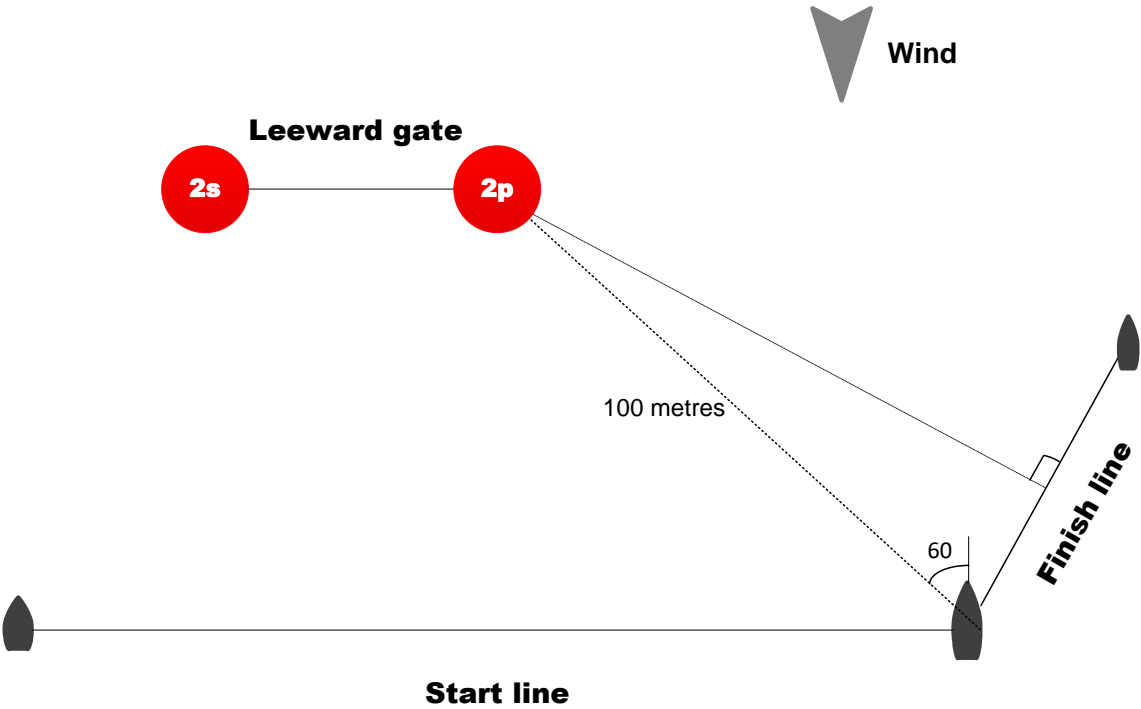 Wind
Leeward gate
2s
2p
100 metres
Finish line
60
Start line